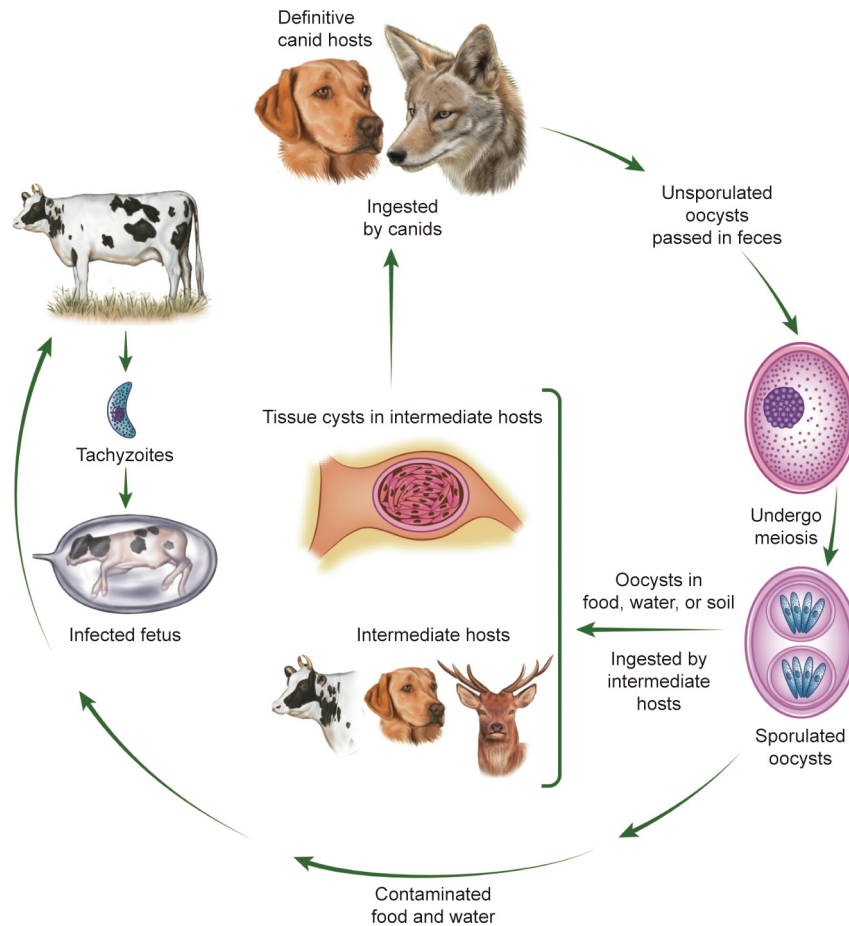 Definitive
canid hosts
Ingested
by canids
Unsporulated
oocysts
passed in feces
Tissue cysts in intermediate hosts
Tachyzoites
Undergo
meiosis
Oocysts in
food, water, or soil
Infected fetus
Intermediate hosts
Ingested by
intermediate
hosts
Sporulated
oocysts
Contaminated
food and water